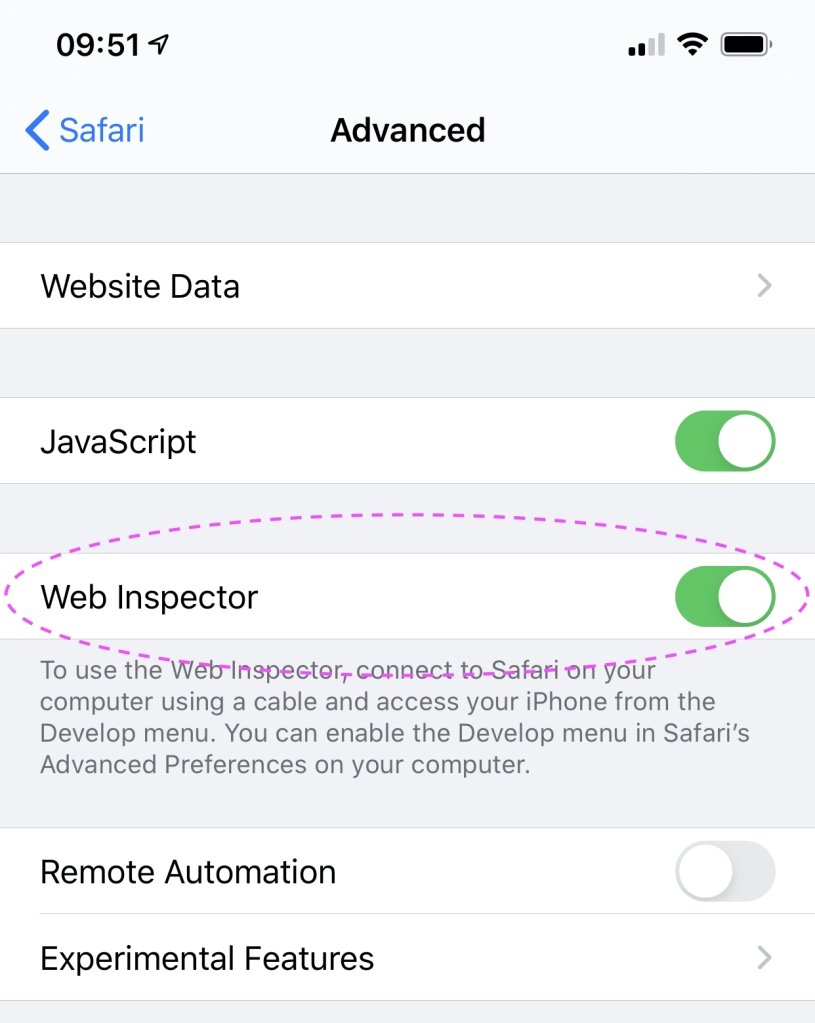 09:51
Safari
Advanced
Website Data
JavaScript
Web Inspector
To use the Web Inspector, connect to Safari on your
computer using a cable and access your iPhone from the
Develop menu. You can enable the Develop menu in Safari’s
Advanced Preferences on your computer.
Remote Automation
Experimental Features